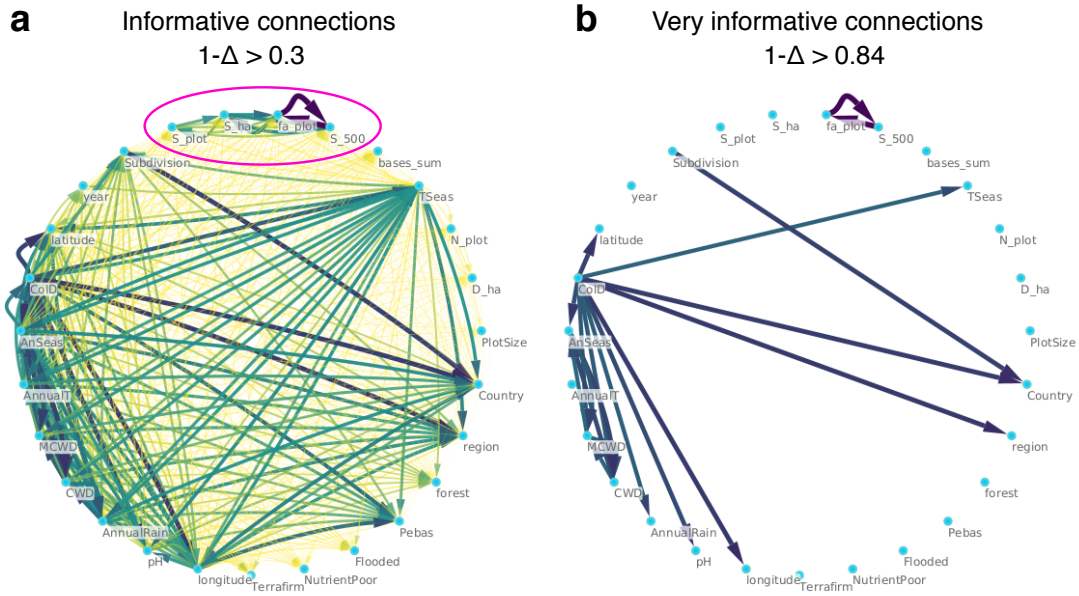 a
Informative connections
1-Δ > 0.3
S_plot
S_ha
fa_plot
S_500
bases_sum
Subdivision
TSeas
year
N_plot
latitude
D_ha
ColD
PlotSize
AnSeas
Country
AnnualT
region
MCWD
forest
CWD
Pebas
AnnualRain
Flooded
pH
NutrientPoor
longitude
Terrafirm
b
Very informative connections
1-Δ > 0.84
S_plot
S_ha
fa_plot
S_500
bases_sum
Subdivision
TSeas
year
N_plot
latitude
D_ha
ColD
PlotSize
AnSeas
Country
AnnualT
region
MCWD
forest
CWD
Pebas
AnnualRain
Flooded
pH
NutrientPoor
longitude
Terrafirm